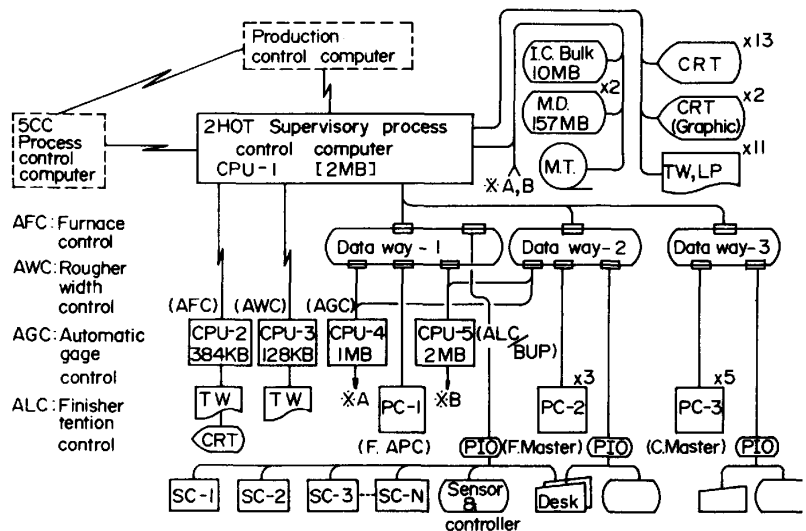 Production
control computer
5CC
Process
control
computer
2HOT Supervisory process
control computer
CPU-1 [2MB]
I.C. Bulk
10MB
x2
M.D.
157MB
M.T.
※A,B
x13
CRT
x2
CRT
(Graphic)
x11
TW, LP
AFC: Furnace
control
AWC: Rougher
width
control
AGC: Automatic
gage
control
ALC: Finisher
tention
control
Data way-1
Data way-2
Data way-3
(AFC) (AWC) (AGC)
CPU-2
384KB
CPU-3
128KB
CPU-4
1MB
CPU-5
2MB
(ALC/BUP)
TW
CRT
TW
※A
※B
PC-1
(F. APC)
x3
PC-2
(F. Master)
x5
PC-3
(C. Master)
PIO
PIO
PIO
SC-1
SC-2
SC-3
SC-N
Sensor
&
controller
Desk